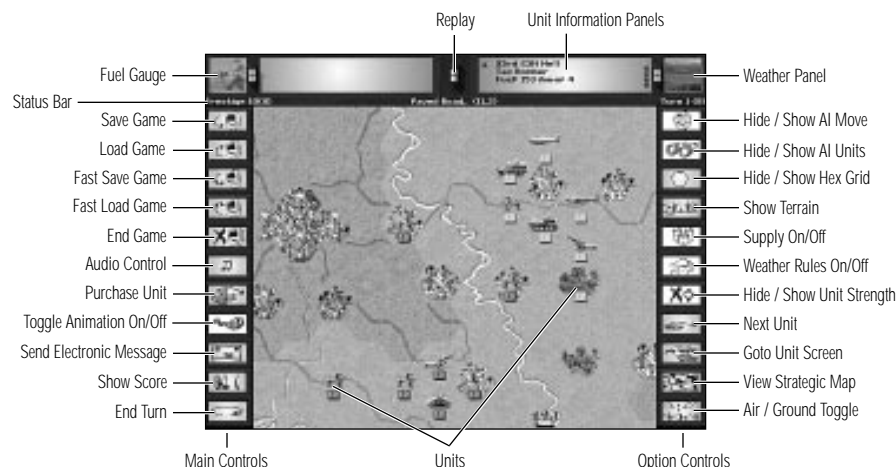 Replay
Unit Information Panels
Fuel Gauge
Weather Panel
Status Bar
Save Game
Load Game
Fast Save Game
Fast Load Game
End Game
Audio Control
Purchase Unit
Toggle Animation On/Off
Send Electronic Message
Show Score
End Turn
Hide / Show AI Move
Hide / Show AI Units
Hide / Show Hex Grid
Show Terrain
Supply On/Off
Weather Rules On/Off
Hide / Show Unit Strength
Next Unit
Goto Unit Screen
View Strategic Map
Air / Ground Toggle
Main Controls
Units
Option Controls